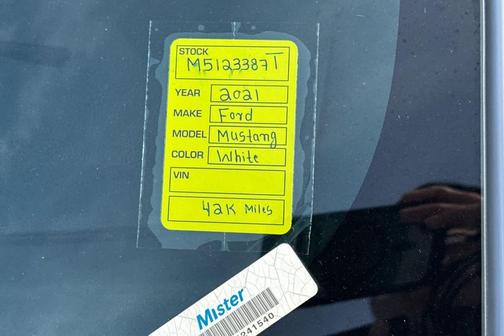 STOCK
M5123387T
YEAR 2021
MAKE Ford
MODEL Mustang
COLOR White
VIN
42K Miles
Mister
241540